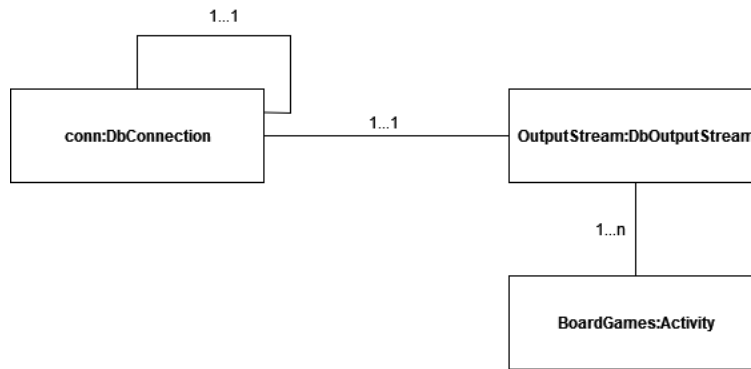 1...1
conn:DbConnection
1...1
OutputStream:DbOutputStream
1...n
BoardGames:Activity